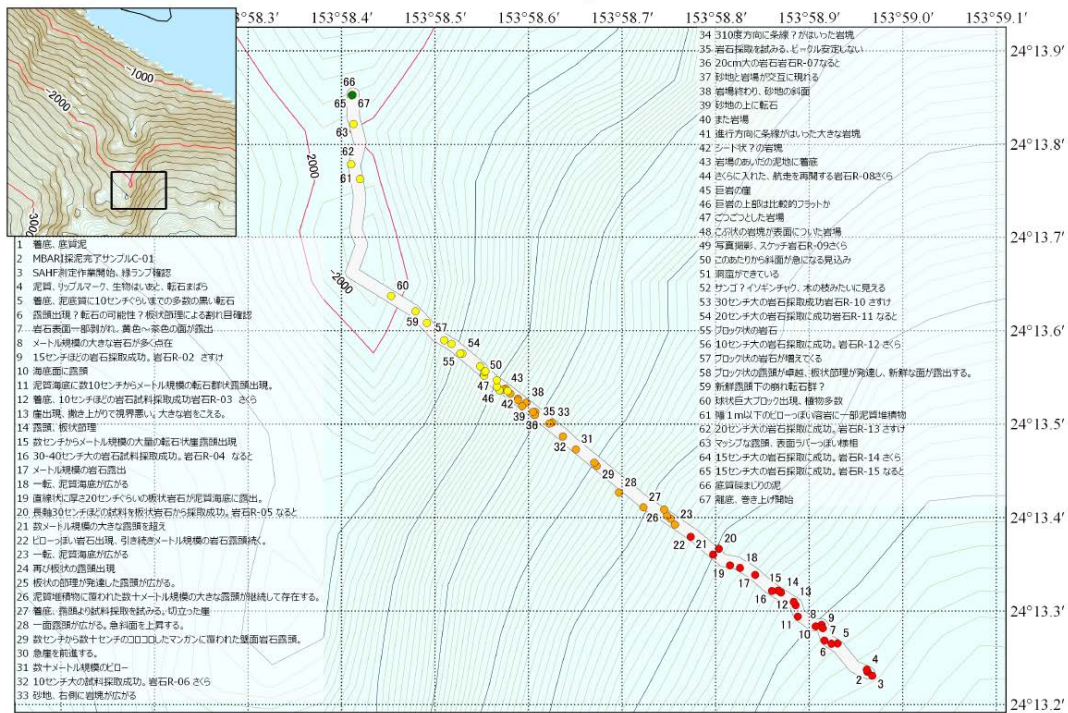 153°58.3′ 153°58.4′ 153°58.5′ 153°58.6′ 153°58.7′ 153°58.8′ 153°58.9′ 153°59.0′ 153°59.1′
24°13.9′
24°13.8′
24°13.7′
24°13.6′
24°13.5′
24°13.4′
24°13.3′
24°13.2′
-1000
-2000
-3000
2000
-2000
1 着底、底質泥
2 MBARI採泥完了サンプルC-01
3 SAHF測定作業開始、緑ランプ確認
4 泥質、リップルマーク、生物はいあと、転石まばら
5 着底、泥底質に10センチぐらいまでの多数の黒い転石
6 露頭出現？転石の可能性？板状節理による割れ目確認
7 岩石表面一部剥がれ、黄色～茶色の面が露出
8 メートル規模の大きな岩石が多く点在
9 15センチほどの岩石採取成功。岩石R-02 さすけ
10 海底面に露頭
11 泥質海底に数10センチからメートル規模の転石群状露頭出現。
12 着底、10センチほどの岩石試料採取成功岩石R-03 さくら
13 崖出現、撒き上がりで視界悪い。大きな岩をこえる。
14 露頭、板状節理
15 数センチからメートル規模の大量の転石状崖露頭出現
16 30-40センチ大の岩石試料採取成功。岩石R-04 なると
17 メートル規模の岩石露出
18 一転、泥質海底が広がる
19 直線状に厚さ20センチぐらいの板状岩石が泥質海底に露出。
20 長軸30センチほどの試料を板状岩石から採取成功。岩石R-05 なると
21 数メートル規模の大きな露頭を超え
22 ピローっぽい岩石出現、引き続きメートル規模の岩石露頭続く。
23 一転、泥質海底が広がる
24 再び板状の露頭出現
25 板状の節理が発達した露頭が広がる。
26 泥質堆積物に覆われた数十メートル規模の大きな露頭が継続して存在する。
27 着底、露頭より試料採取を試みる。切立った崖
28 一面露頭が広がる。急斜面を上昇する。
29 数センチから数十センチのコロコロしたマンガンに覆われた壁面岩石露頭。
30 急崖を前進する。
31 数十メートル規模のピロー
32 10センチ大の試料採取成功。岩石R-06 さくら
33 砂地、右側に岩塊が広がる
34 310度方向に条線？がはいった岩塊
35 岩石採取を試みる、ビークル安定しない
36 20cm大の岩石岩石R-07なると
37 砂地と岩場が交互に現れる
38 岩場終わり、砂地の斜面
39 砂地の上に転石
40 また岩場
41 進行方向に条線がはいった大きな岩塊
42 シート状？の岩塊
43 岩場のあいだの泥地に着底
44 さくらに入れた、航走を再開する岩石R-08さくら
45 巨岩の崖
46 巨岩の上部は比較的フラットか
47 ごつごつとした岩場
48 こぶ状の岩塊が表面についた岩場
49 写真撮影、スケッチ岩石R-09さくら
50 このあたりから斜面が急になる見込み
51 洞窟ができている
52 サンゴ？イソギンチャク、木の枝みたいに見える
53 30センチ大の岩石採取成功岩石R-10 さすけ
54 20センチ大の岩石採取に成功岩石R-11 なると
55 ブロック状の岩石
56 10センチ大の岩石採取に成功。岩石R-12 さくら
57 ブロック状の岩石が増えてくる
58 ブロック状の露頭が卓越、板状節理が発達し、新鮮な面が露出する。
59 新鮮露頭下の崩れ転石群？
60 球状巨大ブロック出現、植物多数
61 幅１m以下のピローっぽい溶岩に一部泥質堆積物
62 20センチ大の岩石採取に成功。岩石R-13 さすけ
63 マッシブな露頭、表面ラバーっぽい様相
64 15センチ大の岩石採取に成功。岩石R-14 さくら
65 15センチ大の岩石採取に成功。岩石R-15 なると
66 底質礫まじりの泥
67 離底、巻き上げ開始
66
65 67
63
62
61
60
59
57
54
55
50
47
43
46
42
38
39
35 33
36
32
31
29
28
27
26
23
22
21
20
19
18
17
16
15 14
13
12
10
8 9
7
6
5
4
2
3